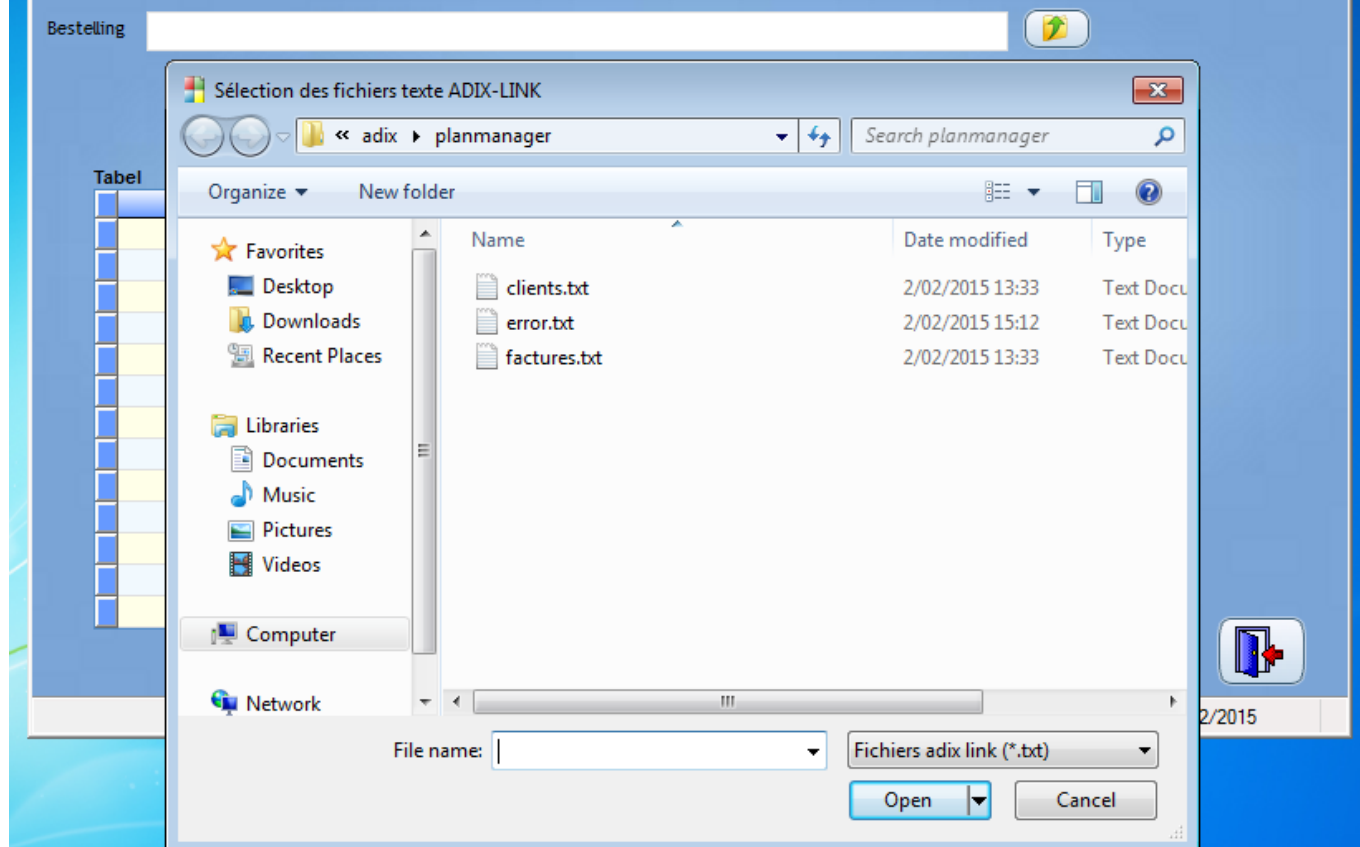 Bestelling
Sélection des fichiers texte ADIX-LINK
« adix planmanager
Search planmanager
Tabel
Organize New folder
Name Date modified Type
Favorites
Desktop
Downloads
Recent Places
clients.txt 2/02/2015 13:33 Text Docu
error.txt 2/02/2015 15:12 Text Docu
factures.txt 2/02/2015 13:33 Text Docu
Libraries
Documents
Music
Pictures
Videos
Computer
Network
2/2015
File name:
Fichiers adix link (*.txt)
Open Cancel